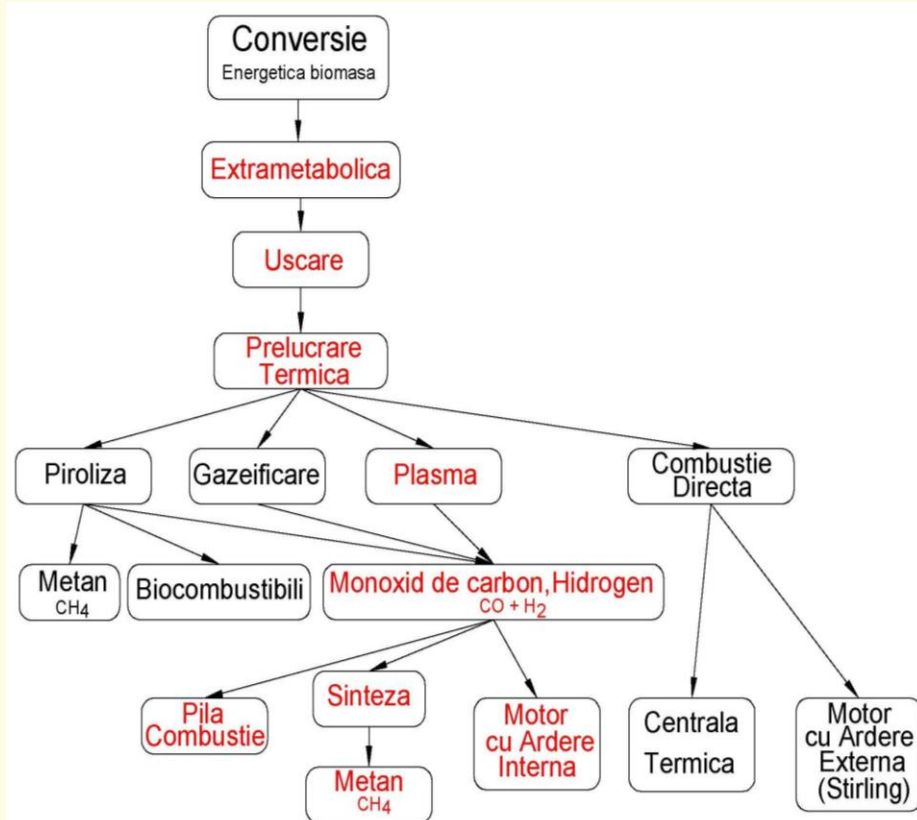 Conversie
Energetica biomasa
Extrametabolica
Uscare
Prelucrare
Termica
Piroliza
Gazeificare
Plasma
Combustie
Directa
Metan
CH4
Biocombustibili
Monoxid de carbon, Hidrogen
CO + H2
Pila
Combustie
Sinteza
Metan
CH4
Motor
cu Ardere
Interna
Centrala
Termica
Motor
cu Ardere
Externa
(Stirling)